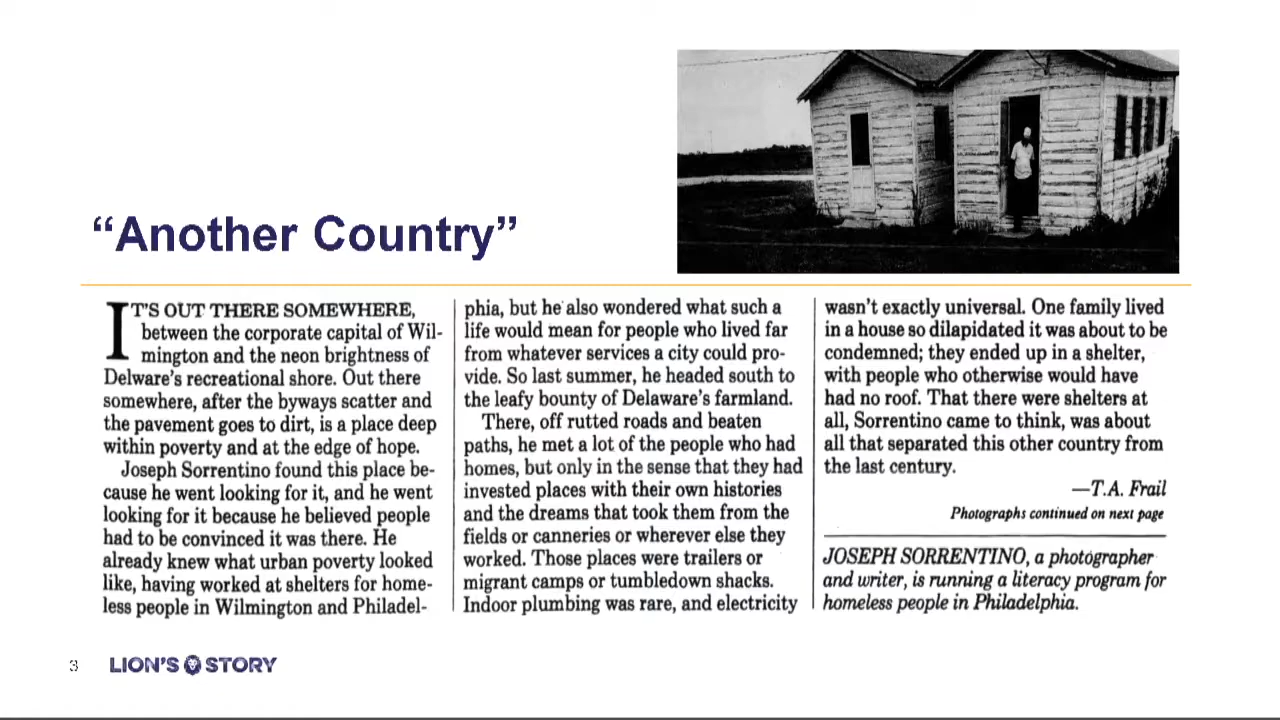 “Another Country”
IT'S OUT THERE SOMEWHERE,
between the corporate capital of Wil-
mington and the neon brightness of
Delware's recreational shore. Out there
somewhere, after the byways scatter and
the pavement goes to dirt, is a place deep
within poverty and at the edge of hope.
Joseph Sorrentino found this place be-
cause he went looking for it, and he went
looking for it because he believed people
had to be convinced it was there. He
already knew what urban poverty looked
like, having worked at shelters for home-
less people in Wilmington and Philadel-
phia, but he also wondered what such a
life would mean for people who lived far
from whatever services a city could pro-
vide. So last summer, he headed south to
the leafy bounty of Delaware's farmland.
There, off rutted roads and beaten
paths, he met a lot of the people who had
homes, but only in the sense that they had
invested places with their own histories
and the dreams that took them from the
fields or canneries or wherever else they
worked. Those places were trailers or
migrant camps or tumbledown shacks.
Indoor plumbing was rare, and electricity
wasn't exactly universal. One family lived
in a house so dilapidated it was about to be
condemned; they ended up in a shelter,
with people who otherwise would have
had no roof. That there were shelters at
all, Sorrentino came to think, was about
all that separated this other country from
the last century.
—T.A. Frail
Photographs continued on next page
JOSEPH SORRENTINO, a photographer
and writer, is running a literacy program for
homeless people in Philadelphia.
3 LION'S STORY